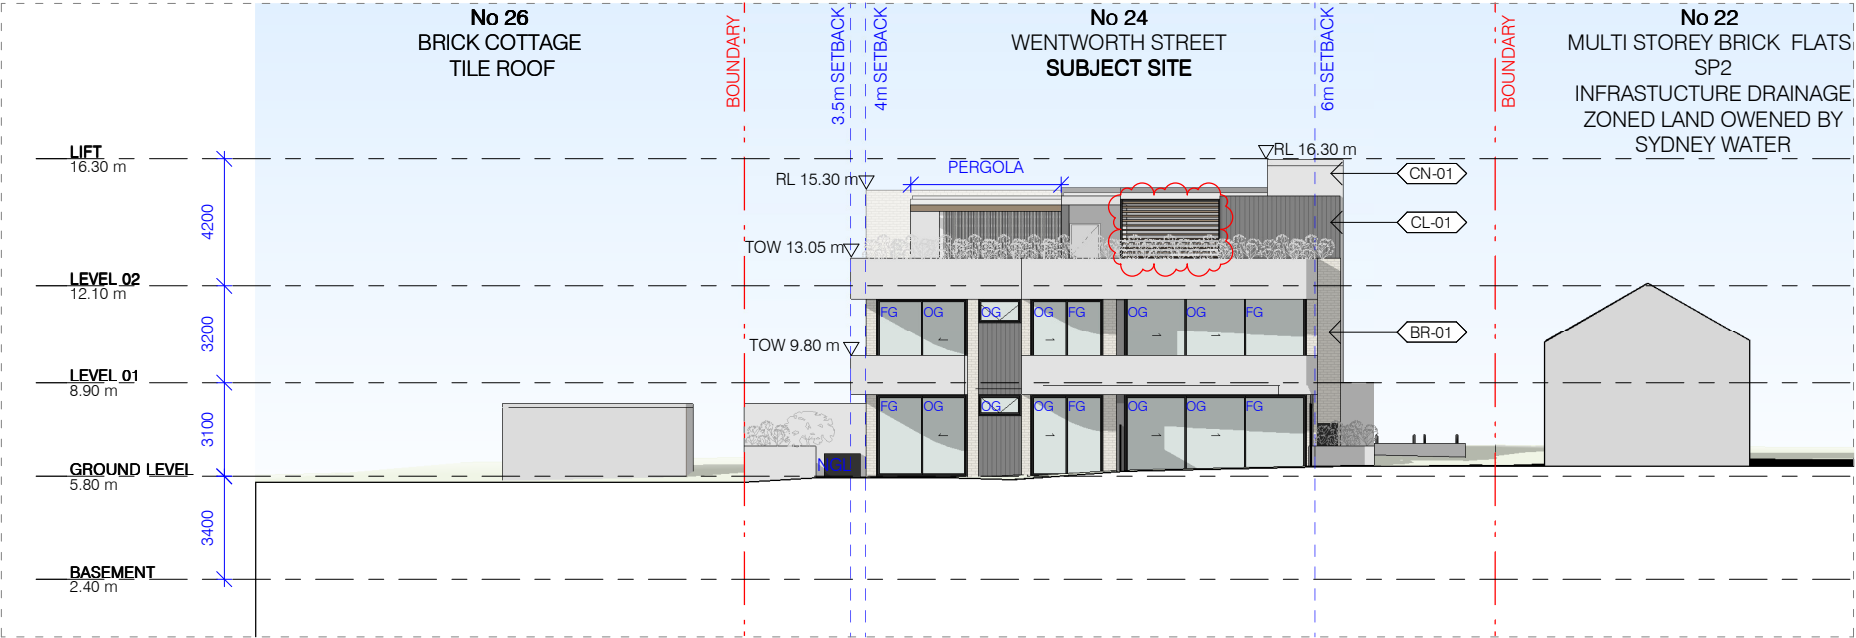 No 26
BRICK COTTAGE
TILE ROOF
BOUNDARY
3.5m SETBACK
4m SETBACK
No 24
WENTWORTH STREET
SUBJECT SITE
6m SETBACK
BOUNDARY
No 22
MULTI STOREY BRICK FLATS
SP2
INFRASTUCTURE DRAINAGE
ZONED LAND OWENED BY
SYDNEY WATER
LIFT
16.30 m
RL 16.30 m
PERGOLA
RL 15.30 m
CN-01
4200
CL-01
TOW 13.05 m
LEVEL 02
12.10 m
FG OG OG OG FG OG OG FG
3200
BR-01
TOW 9.80 m
LEVEL 01
8.90 m
FG OG OG OG FG OG OG FG
3100
NGL
GROUND LEVEL
5.80 m
3400
BASEMENT
2.40 m